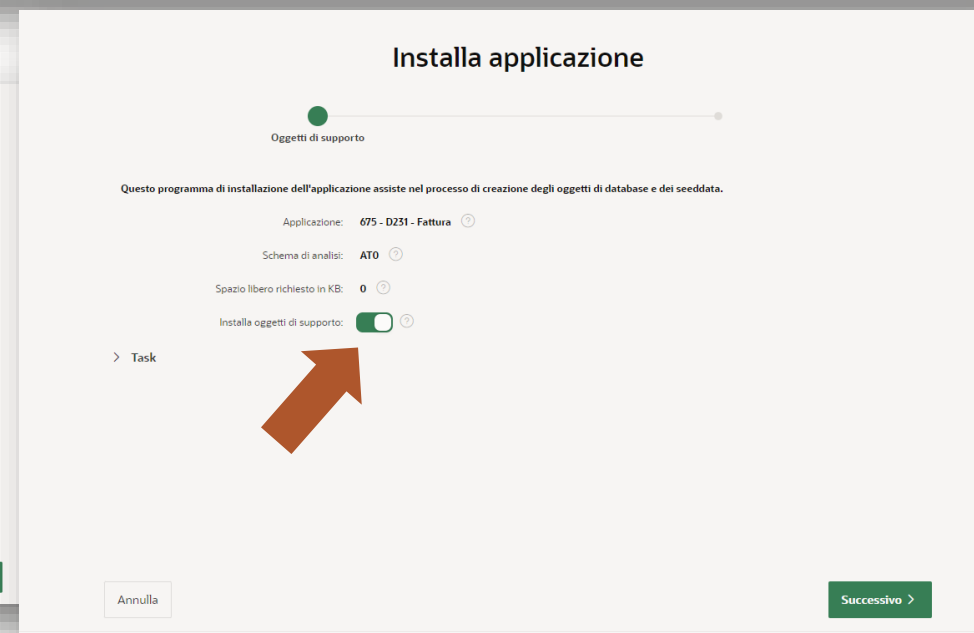 Installa applicazione
Oggetti di supporto
Questo programma di installazione dell'applicazione assiste nel processo di creazione degli oggetti di database e dei seeddata.
Applicazione: 675 - D231 - Fattura ?
Schema di analisi: AT0 ?
Spazio libero richiesto in KB: 0 ?
Installa oggetti di supporto: ?
Task
Annulla
Successivo